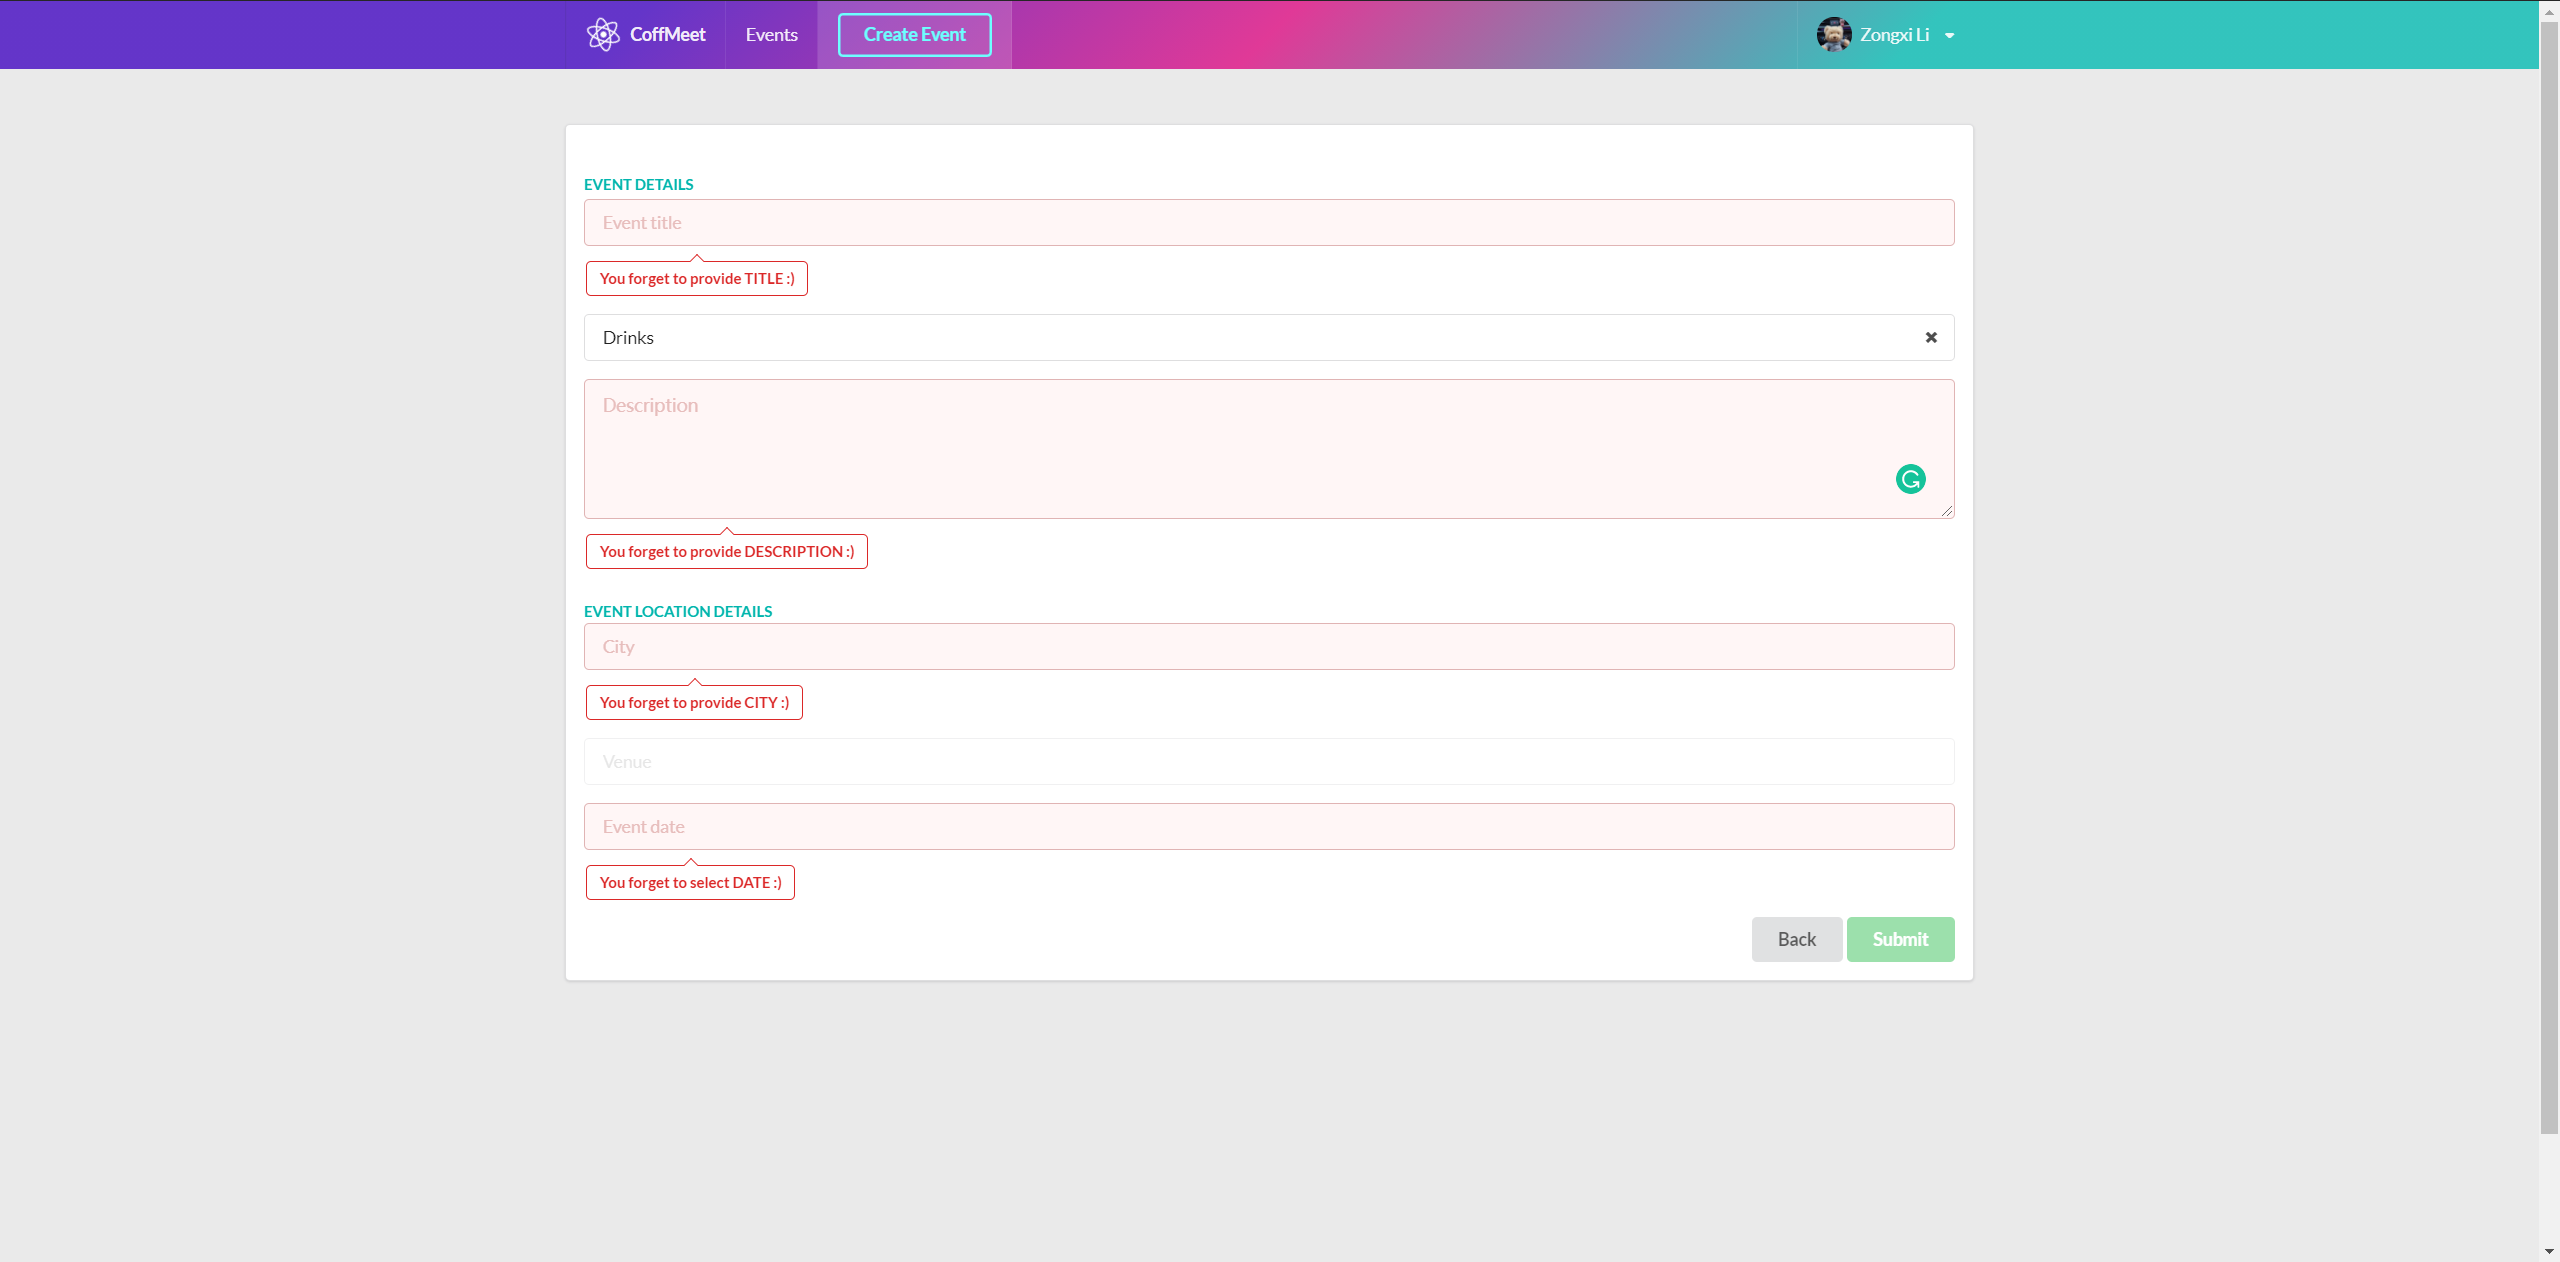 CoffMeet
Events
Create Event
Zongxi Li
EVENT DETAILS
Event title
You forget to provide TITLE :)
Drinks
Description
You forget to provide DESCRIPTION :)
EVENT LOCATION DETAILS
City
You forget to provide CITY :)
Venue
Event date
You forget to select DATE :)
Back
Submit